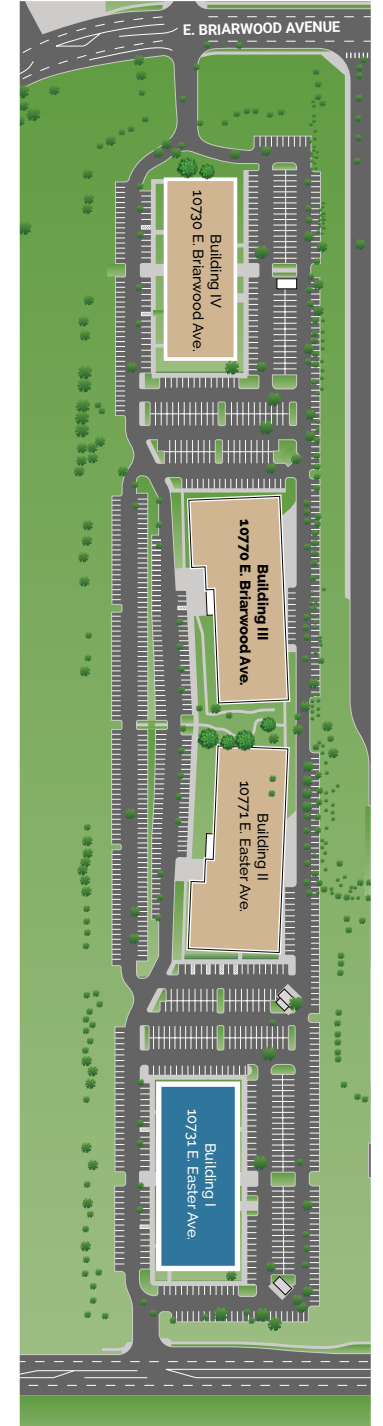 E. BRIARWOOD AVENUE
Building IV
10730 E. Briarwood Ave.
Building III
10770 E. Briarwood Ave.
Building II
10771 E. Easter Ave.
Building I
10731 E. Easter Ave.